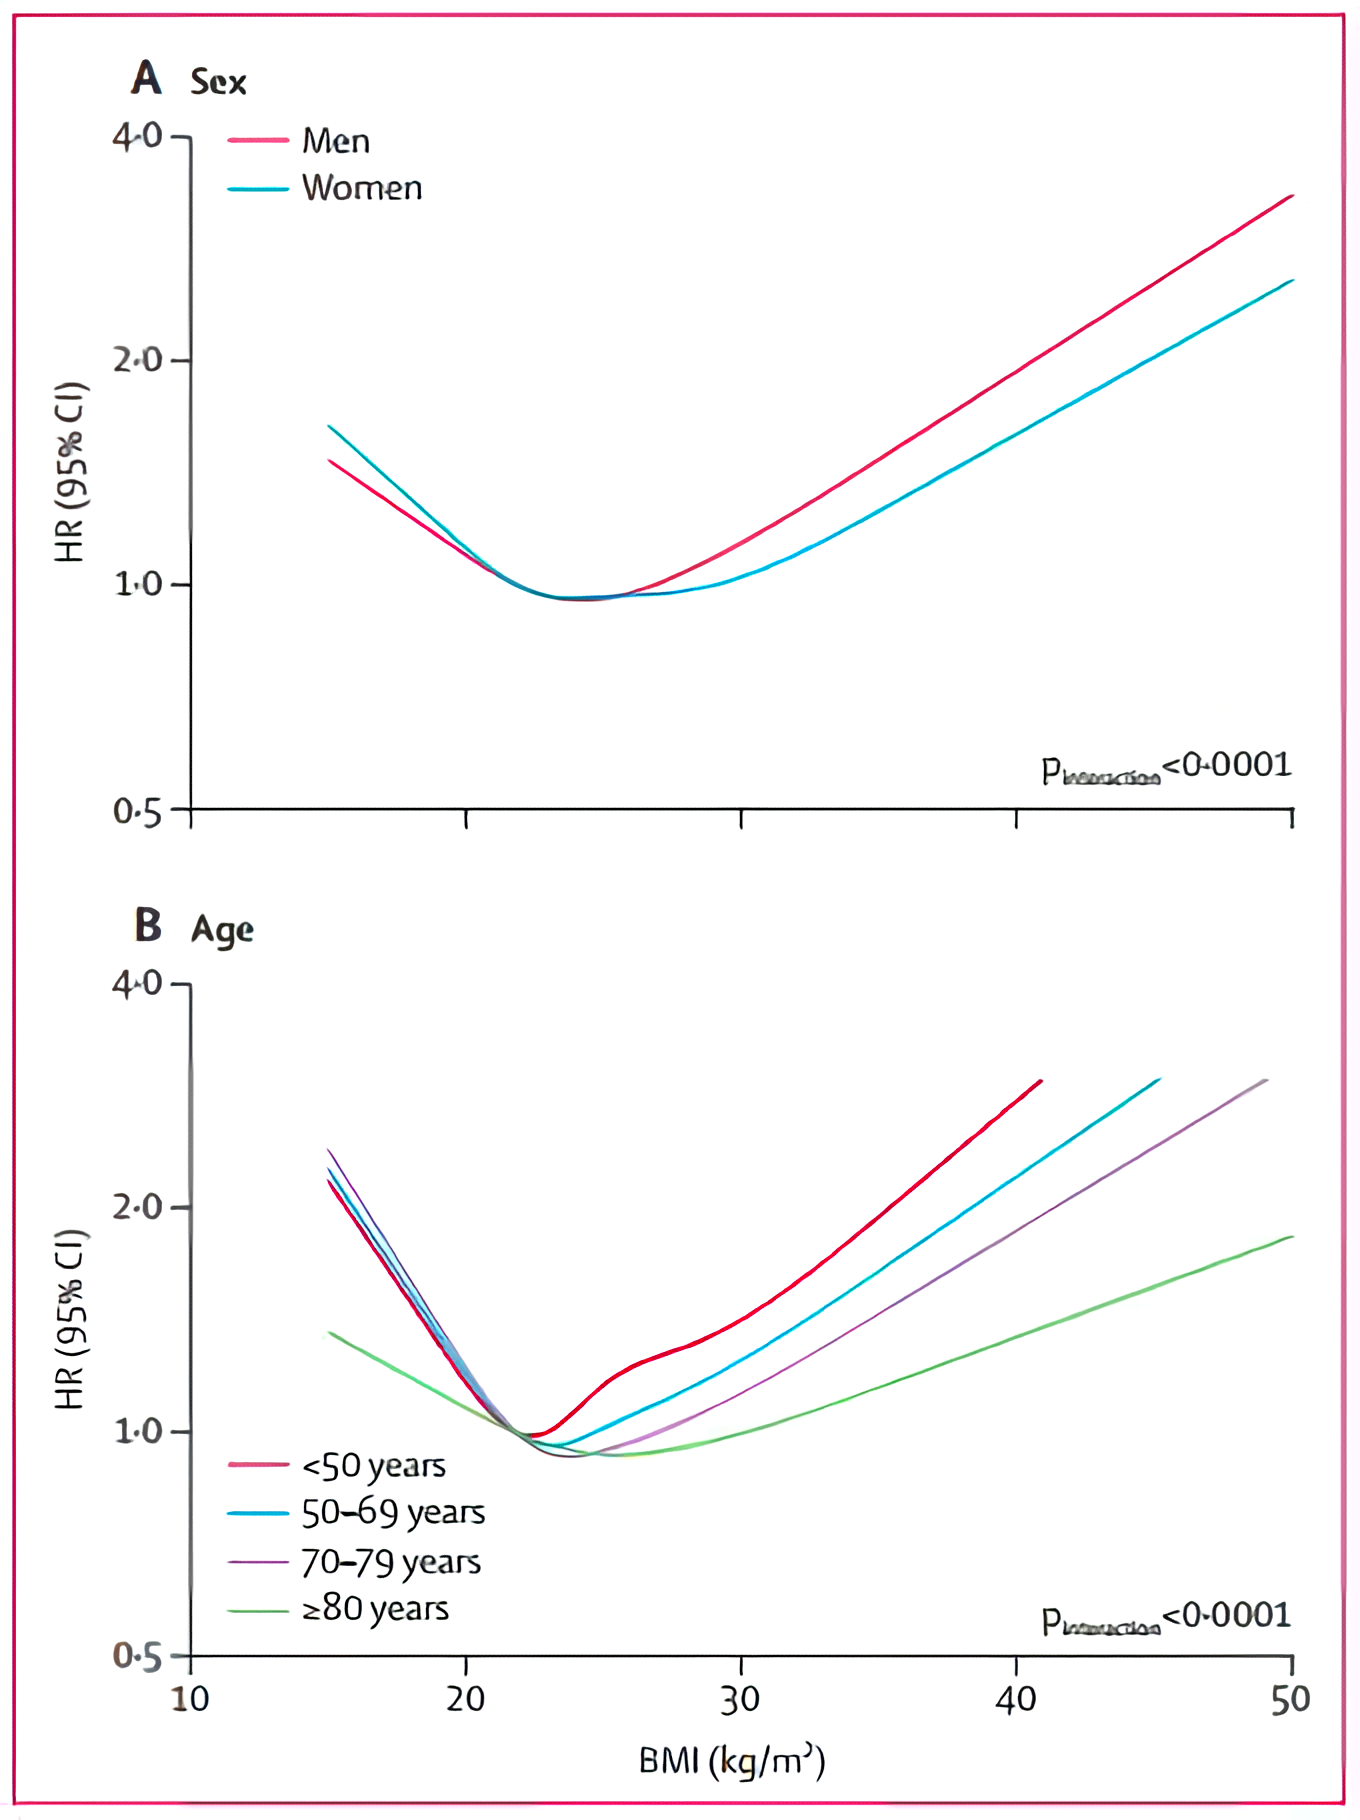 A Sex
4·0
Men
Women
2·0
HR (95% CI)
1·0
p <0·0001
0·5
B Age
4·0
2·0
HR (95% CI)
1·0
<50 years
50–69 years
70–79 years
≥80 years
p <0·0001
0·5
10 20 30 40 50
BMI (kg/m²)